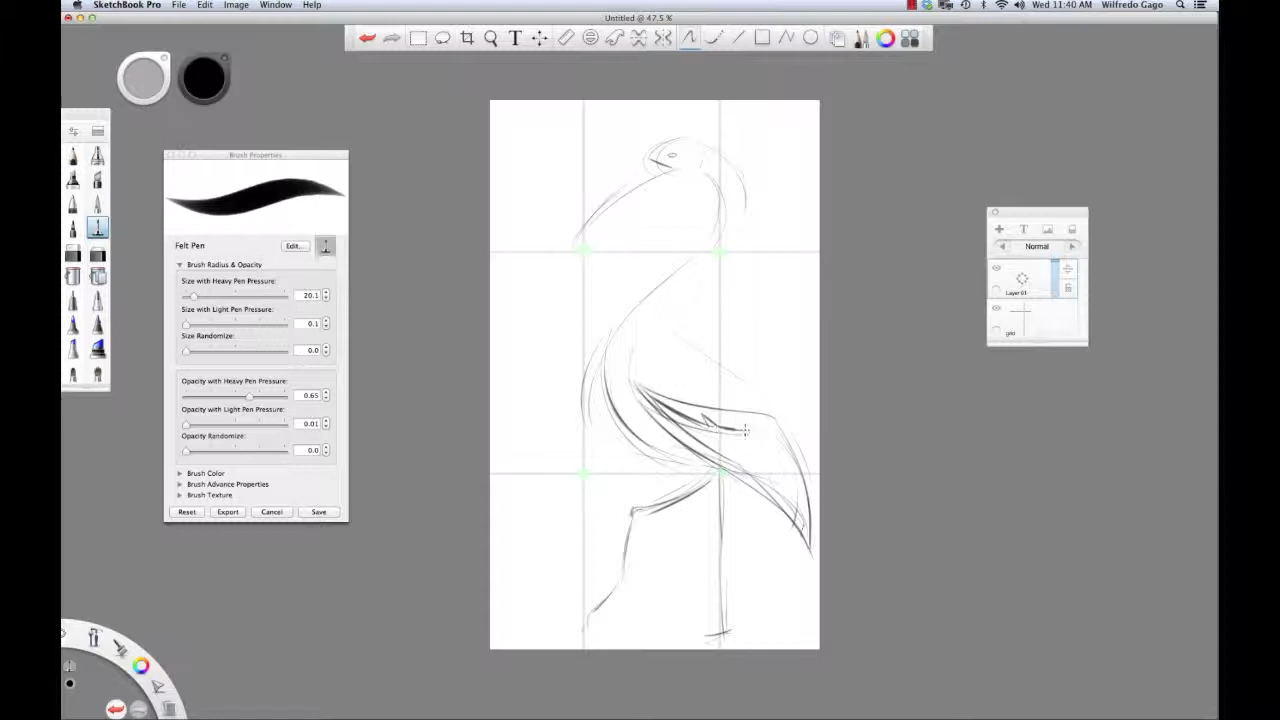 SketchBook Pro File Edit Image Window Help Wed 11:40 AM Wilfredo Gago
Untitled @ 47.5 %
T
Brush Properties
Felt Pen Edit...
Brush Radius & Opacity
Size with Heavy Pen Pressure:
20.1
Size with Light Pen Pressure:
0.1
Size Randomize:
0.0
Opacity with Heavy Pen Pressure:
0.65
Opacity with Light Pen Pressure:
0.01
Opacity Randomize:
0.0
Brush Color
Brush Advance Properties
Brush Texture
Reset Export Cancel Save
T
Normal
Layer 01
grid